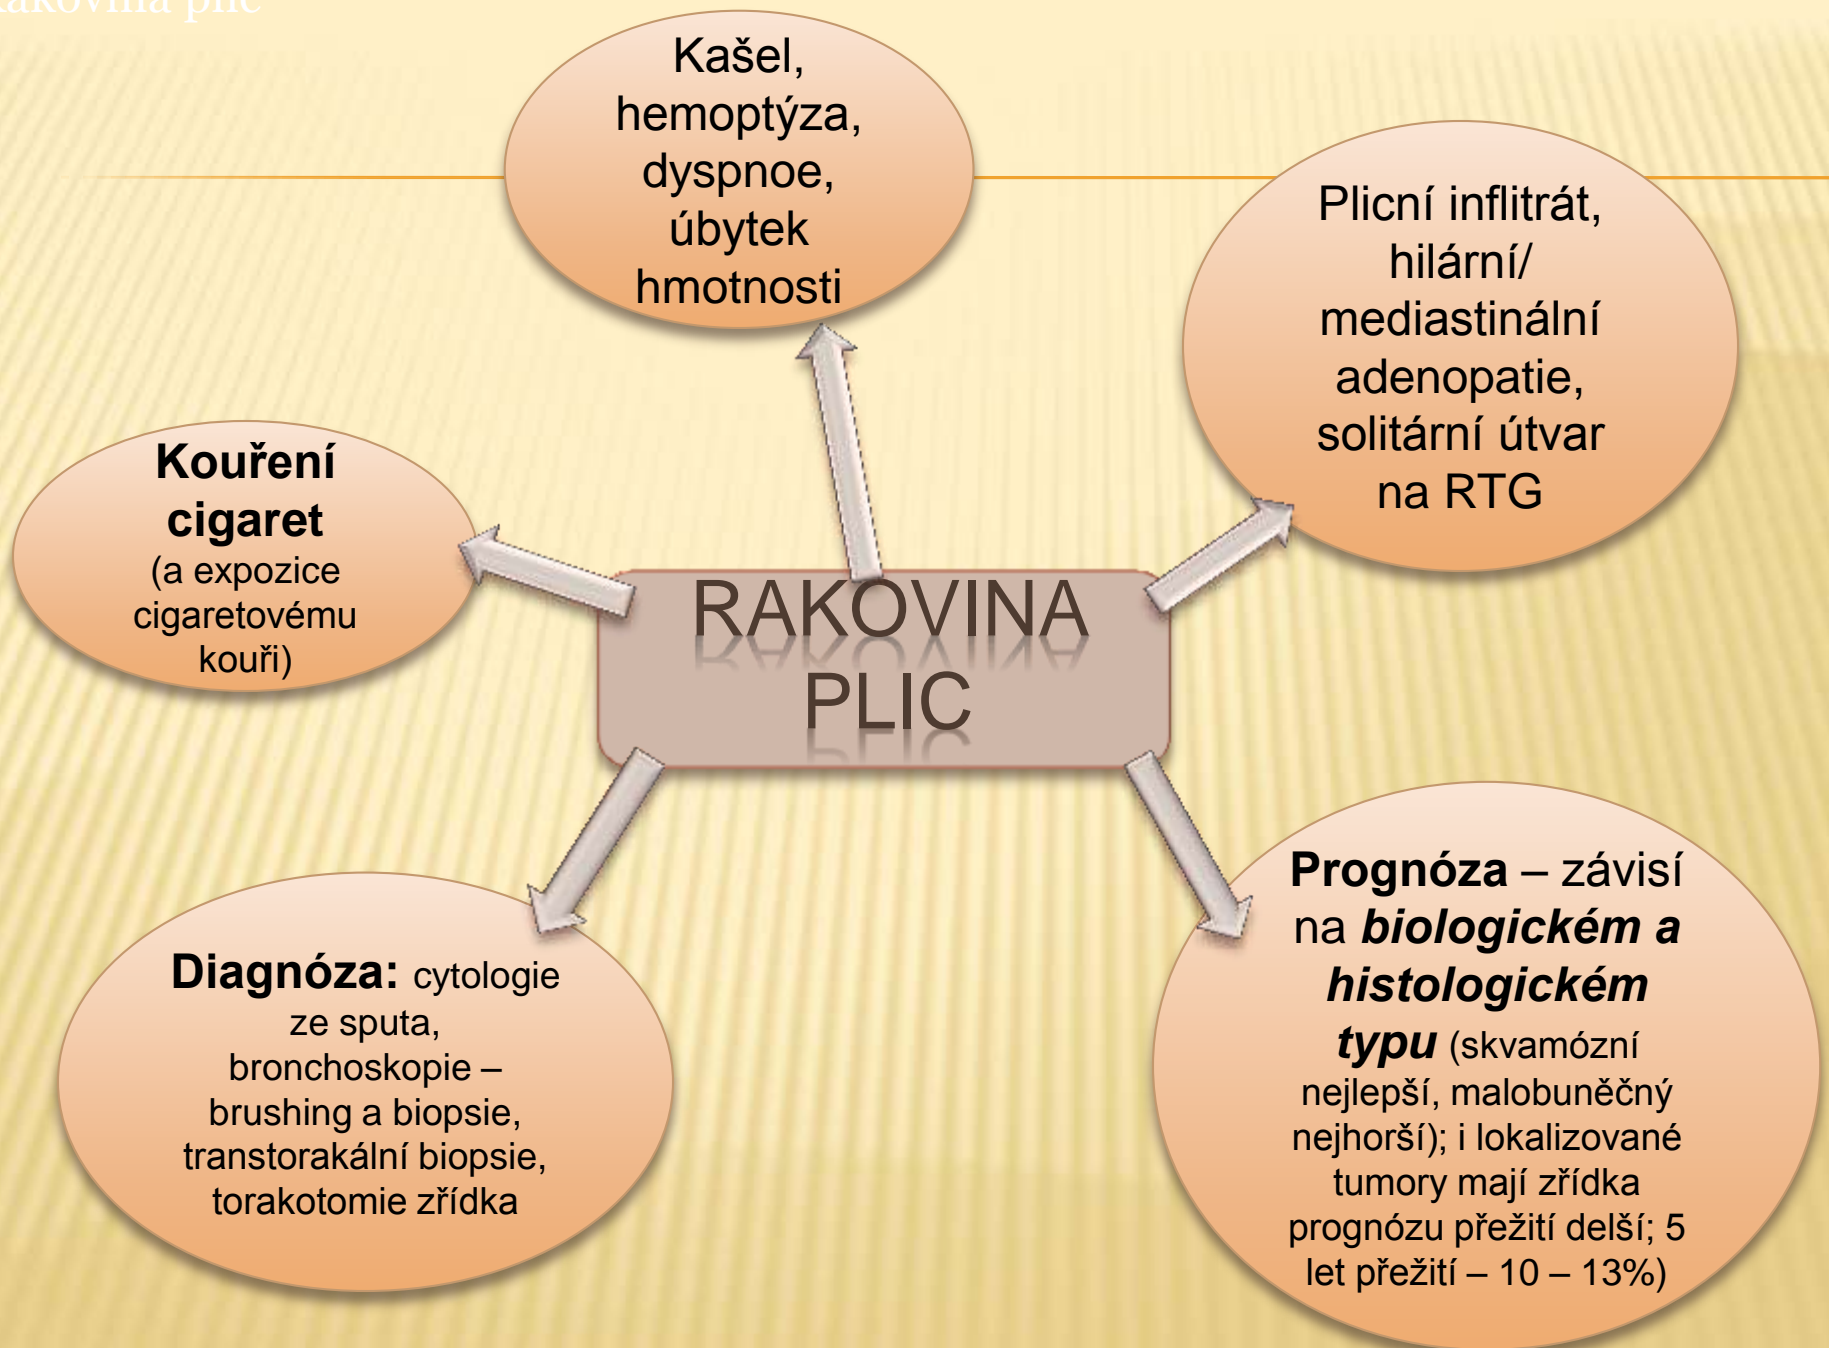 plic
Kašel,
hemoptýza,
dyspnoe,
úbytek
hmotnosti
Plicní inflitrát,
hilární/
mediastinální
adenopatie,
solitární útvar
na RTG
Kouření
cigaret
(a expozice
cigaretovému
kouři)
RAKOVINA
PLIC
Diagnóza: cytologie
ze sputa,
bronchoskopie –
brushing a biopsie,
transtorakální biopsie,
torakotomie zřídka
Prognóza – závisí
na biologickém a
histologickém
typu (skvamózní
nejlepší, malobuněčný
nejhorší); i lokalizované
tumory mají zřídka
prognózu přežití delší; 5
let přežití – 10 – 13%)